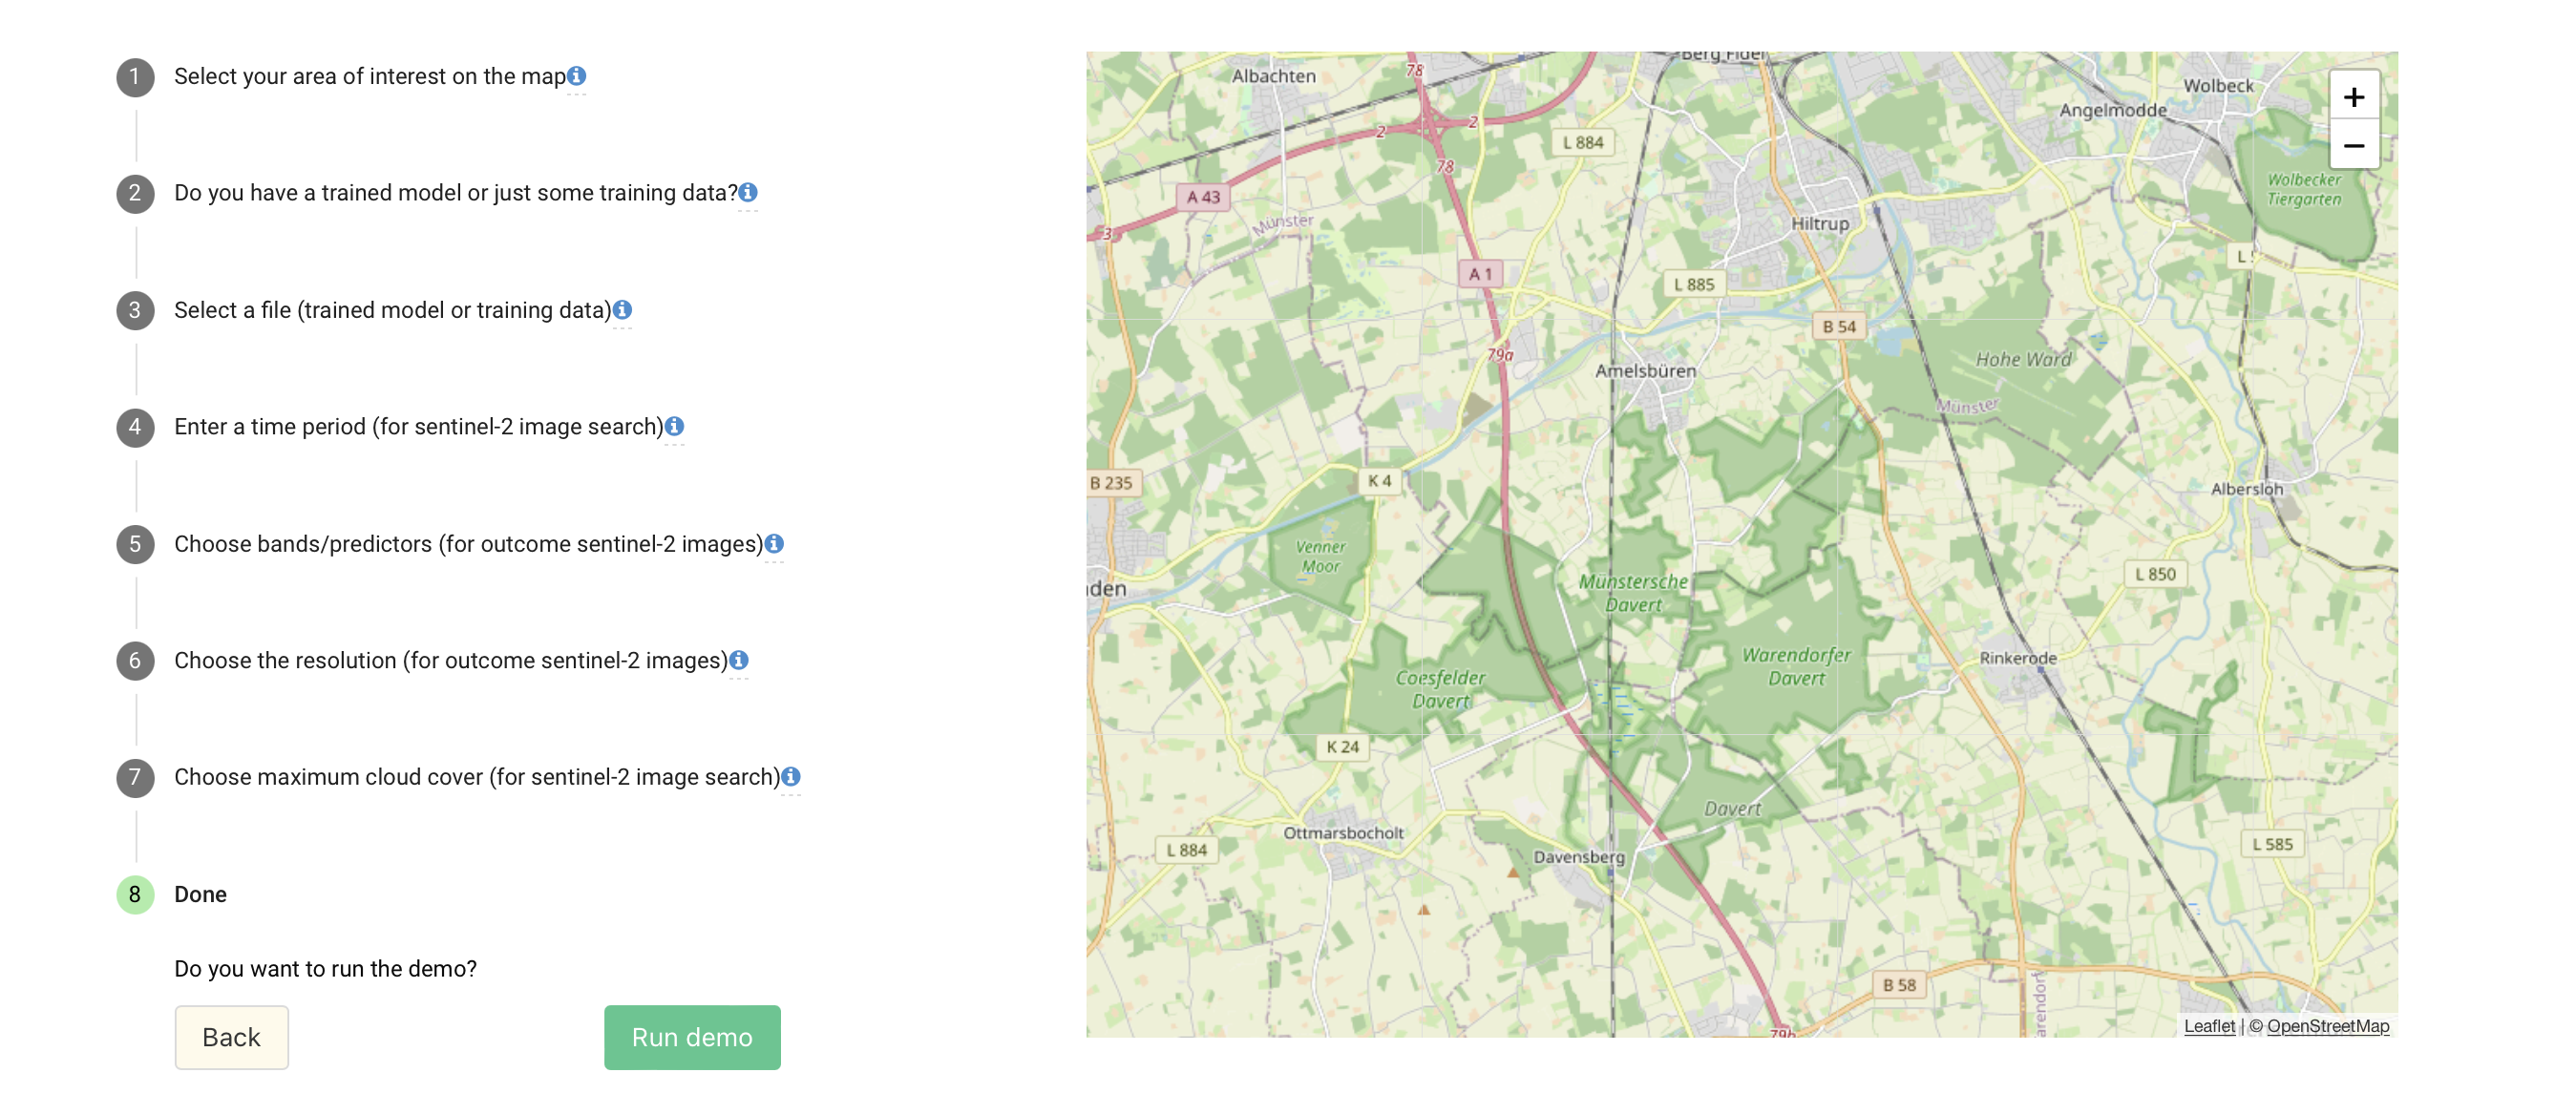 1 Select your area of interest on the map
2 Do you have a trained model or just some training data?
3 Select a file (trained model or training data)
4 Enter a time period (for sentinel-2 image search)
5 Choose bands/predictors (for outcome sentinel-2 images)
6 Choose the resolution (for outcome sentinel-2 images)
7 Choose maximum cloud cover (for sentinel-2 image search)
8 Done
Do you want to run the demo?
Back
Run demo
Berg Fidel
78
Albachten
Wolbeck
+
Angelmodde
2
2
−
L 884
78
Wolbecker
Tiergarten
A 43
Münster
Hiltrup
3
L
A 1
L 885
B 54
79a
Hohe Ward
Amelsbüren
Münster
K 4
B 235
Albersloh
Venner
Moor
L 850
Münstersche
Davert
den
Warendorfer
Davert
Rinkerode
Coesfelder
Davert
K 24
Davert
Ottmarsbocholt
L 585
L 884
Davensberg
B 58
arendorf
79b
Leaflet | © OpenStreetMap